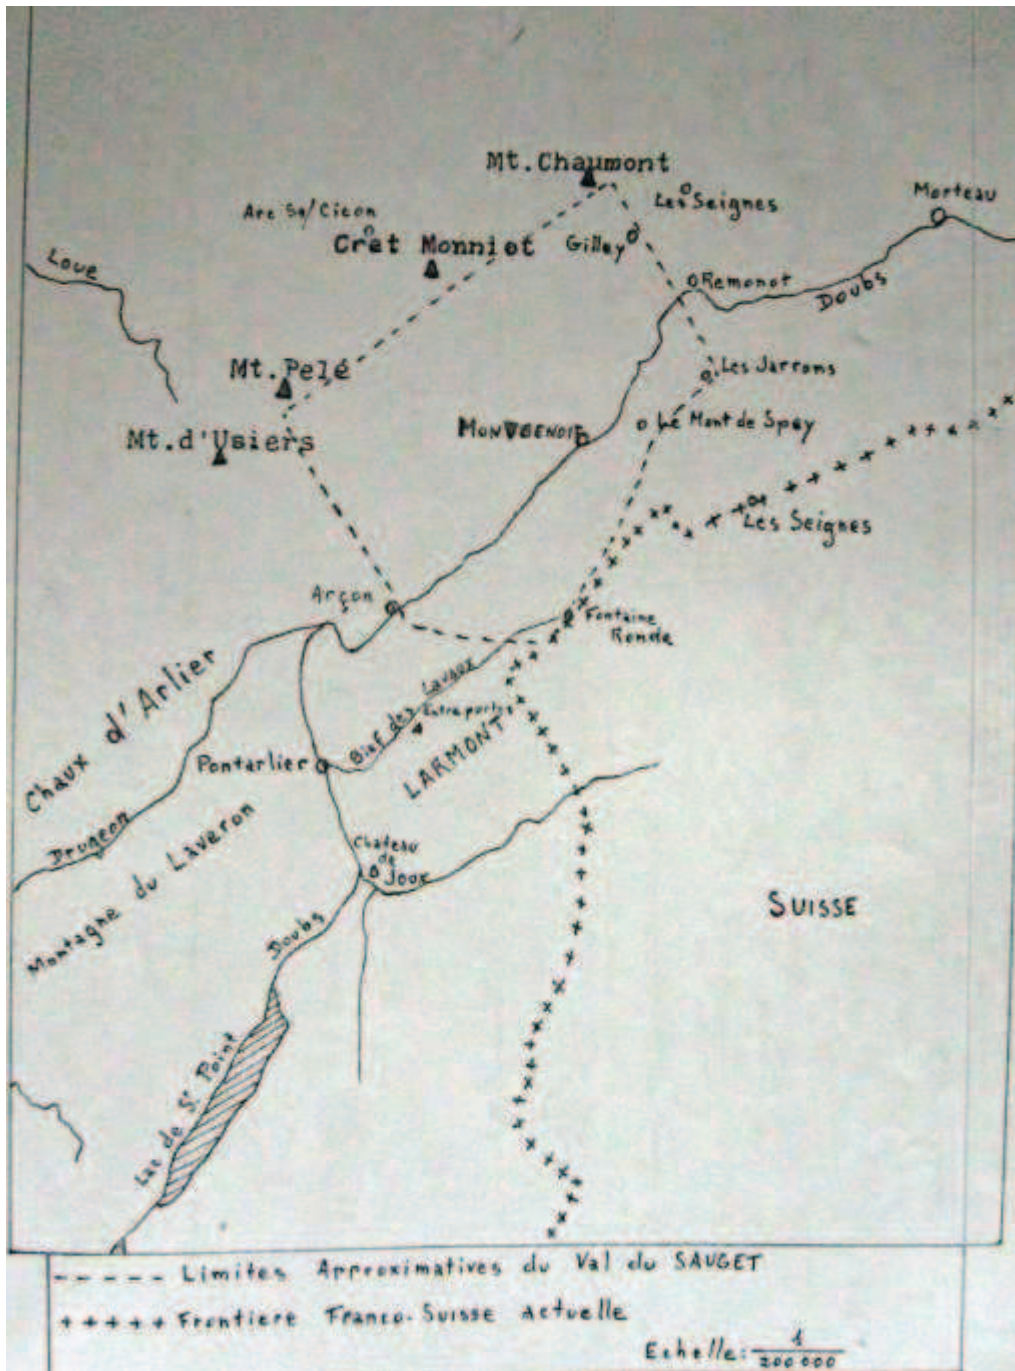 Mt.Chaumont
Les Seignes
Morteau
Arc Ss/Cicon
Crêt Monniot
Gilley
Loue
Remonot
Doubs
Mt.Pelé
Les Jarrons
Mt.d'Usiers
MONTBENOIT
Le Mont de Spey
Les Seignes
Arçon
Fontaine
Ronde
Chaux d'Arlier
Bief des Lavaux
Entreportes
LARMONT
Pontarlier
Drugeon
Montagne du Laveron
Chateau
de
Joux
SUISSE
Doubs
Lac de St Point
Limites Approximatives du Val du SAUGET
Frontiere Franco-Suisse actuelle
Echelle: 1
200 000